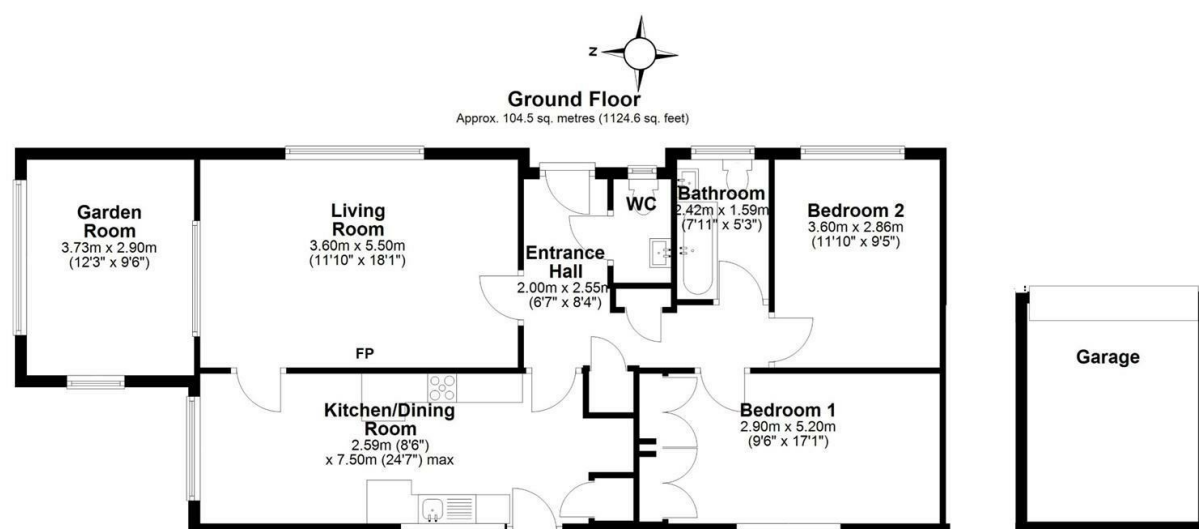 Z
Ground Floor
Approx. 104.5 sq. metres (1124.6 sq. feet)
Garden
Room
3.73m x 2.90m
(12'3" x 9'6")
Living
Room
3.60m x 5.50m
(11'10" x 18'1")
FP
Entrance
Hall
2.00m x 2.55m
(6'7" x 8'4")
WC
Bathroom
2.42m x 1.59m
(7'11" x 5'3")
Bedroom 2
3.60m x 2.86m
(11'10" x 9'5")
Kitchen/Dining
Room
2.59m (8'6")
x 7.50m (24'7") max
Bedroom 1
2.90m x 5.20m
(9'6" x 17'1")
Garage